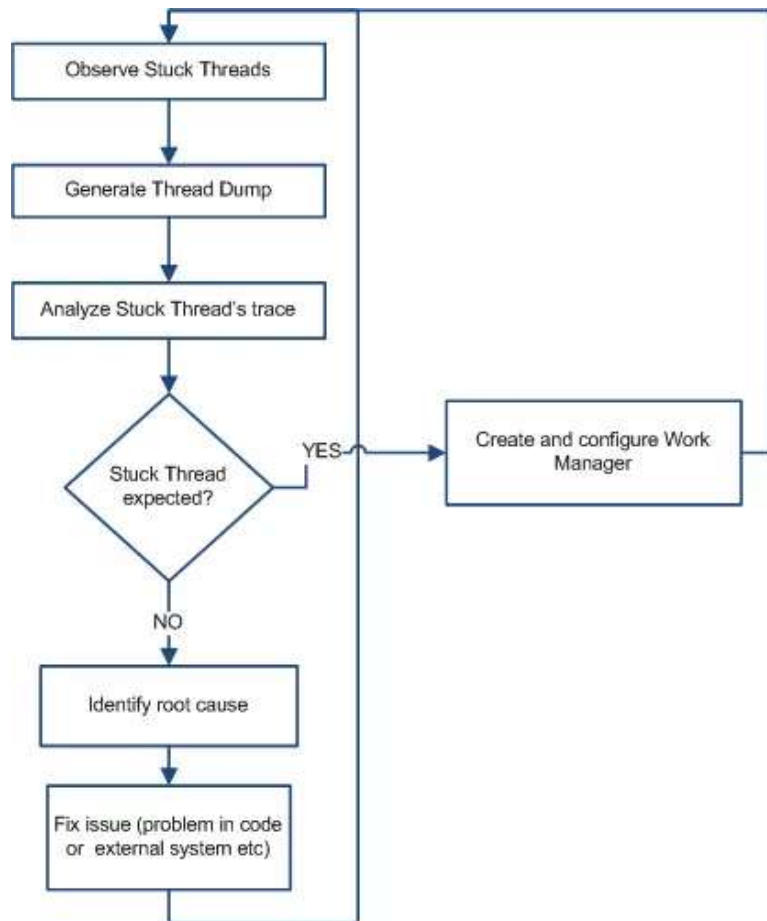 Observe Stuck Threads
Generate Thread Dump
Analyze Stuck Thread's trace
Stuck Thread
expected?
YES
Create and configure Work
Manager
NO
Identify root cause
Fix issue (problem in code
or external system etc)